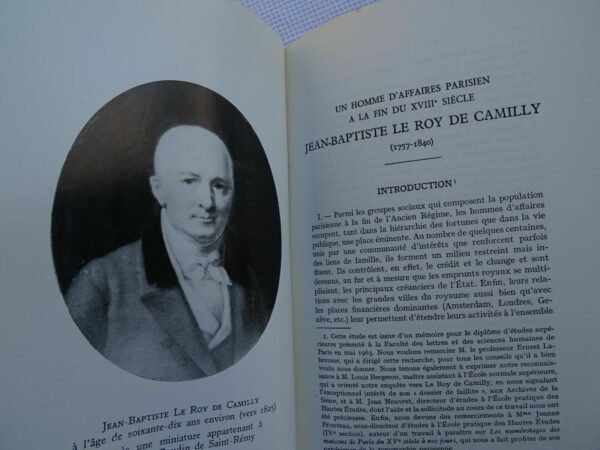 JEAN-BAPTISTE LE ROY DE CAMILLY
à l'âge de soixante-dix ans environ (vers 1825)
une miniature appartenant à
de Saint-Rémy
UN HOMME D'AFFAIRES PARISIEN
A LA FIN DU XVIIIe SIÈCLE
JEAN-BAPTISTE LE ROY DE CAMILLY
(1757-1840)
INTRODUCTION1
I. — Parmi les groupes sociaux qui composent la population
parisienne à la fin de l'Ancien Régime, les hommes d'affaires
occupent, tant dans la hiérarchie des fortunes que dans la vie
publique, une place éminente. Au nombre de quelques centaines,
unis par une communauté d'intérêts que renforcent parfois
des liens de famille, ils forment un milieu restreint mais in-
fluent. Ils contrôlent, en effet, le crédit et le change et sont
devenus, au fur et à mesure que les emprunts royaux se multi-
pliaient, les principaux créanciers de l'État. Enfin, leurs rela-
tions avec les grandes villes du royaume aussi bien qu'avec
les places financières dominantes (Amsterdam, Londres, Ge-
nève, etc.) leur permettent d'étendre leurs activités à l'ensemble
1. Cette étude est issue d'un mémoire pour le diplôme d'études supé-
rieures présenté à la Faculté des lettres et des sciences humaines de
Paris en mai 1963. Nous voulons remercier M. le professeur Ernest La-
brousse, qui a dirigé cette recherche, pour tous les conseils qu'il a bien
voulu nous donner. Nous tenons également à exprimer notre reconnais-
sance à M. Louis Bergeron, maître assistant à l'École normale supérieure,
qui a orienté notre enquête vers Le Roy de Camilly, en nous signalant
l'exceptionnel intérêt de son « dossier de faillite », aux Archives de la
Seine, et à M. Jean Meuvret, directeur d'études à l'École pratique des
Hautes Études, dont l'aide et la sollicitude au cours de ce travail nous ont
été précieuses. Enfin, nous devons des remerciements à Mme Jeanne
Pronteau, sous-directeur d'études à l'École pratique des Hautes Études
(IVe section), auteur d'un travail à paraître sur Les numérotages des
maisons de Paris du XVe siècle à nos jours, qui nous a fait profiter de son